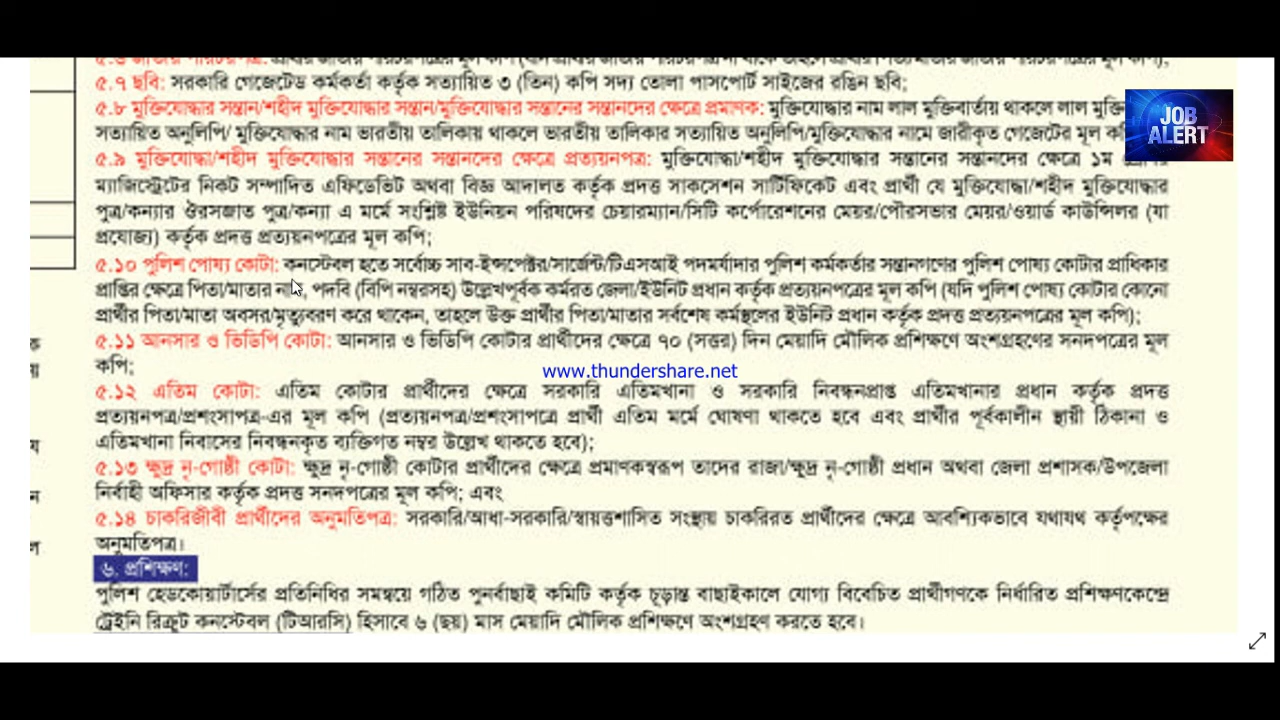 ৫.৭ ছবি: সরকারি গেজেটেড কর্মকর্তা কর্তৃক সত্যায়িত ৩ (তিন) কপি সদ্য তোলা পাসপোর্ট সাইজের রঙিন ছবি;
৫.৮ মুক্তিযোদ্ধার সন্তান/শহীদ মুক্তিযোদ্ধার সন্তান/মুক্তিযোদ্ধার সন্তানের সন্তানদের ক্ষেত্রে প্রমাণক: মুক্তিযোদ্ধার নাম লাল মুক্তিবার্তায় থাকলে লাল
JOB
ALERT
সত্যায়িত অনুলিপি/ মুক্তিযোদ্ধার নাম ভারতীয় তালিকায় থাকলে ভারতীয় তালিকার সত্যায়িত অনুলিপি/মুক্তিযোদ্ধার নামে জারীকৃত গেজেটের মূল
৫.৯ মুক্তিযোদ্ধা/শহীদ মুক্তিযোদ্ধার সন্তানের সন্তানদের ক্ষেত্রে প্রত্যয়নপত্র: মুক্তিযোদ্ধা/শহীদ মুক্তিযোদ্ধার সন্তানের সন্তানদের ক্ষেত্রে ১ম
ম্যাজিস্ট্রেটের নিকট সম্পাদিত এফিডেভিট অথবা বিজ্ঞ আদালত কর্তৃক প্রদত্ত সাকসেশন সার্টিফিকেট এবং প্রার্থী যে মুক্তিযোদ্ধা/শহীদ মুক্তিযোদ্ধার
পুত্র/কন্যার ঔরসজাত পুত্র/কন্যা এ মর্মে সংশ্লিষ্ট ইউনিয়ন পরিষদের চেয়ারম্যান/সিটি কর্পোরেশনের মেয়র/পৌরসভার মেয়র/ওয়ার্ড কাউন্সিলর (যা
প্রযোজ্য) কর্তৃক প্রদত্ত প্রত্যয়নপত্রের মূল কপি;
৫.১০ পুলিশ পোষ্য কোটা: কনস্টেবল হতে সর্বোচ্চ সাব-ইন্সপেক্টর/সার্জেন্ট/টিএসআই পদমর্যাদার পুলিশ কর্মকর্তার সন্তানগণের পুলিশ পোষ্য কোটার প্রাধিকার
প্রাপ্তির ক্ষেত্রে পিতা/মাতার পদবি (বিপি নম্বরসহ) উল্লেখপূর্বক কর্মরত জেলা/ইউনিট প্রধান কর্তৃক প্রত্যয়নপত্রের মূল কপি (যদি পুলিশ পোষ্য কোটার কোনো
প্রার্থীর পিতা/মাতা অবসর/মৃত্যুবরণ করে থাকেন, তাহলে উক্ত প্রার্থীর পিতা/মাতার সর্বশেষ কর্মস্থলের ইউনিট প্রধান কর্তৃক প্রদত্ত প্রত্যয়নপত্রের মূল কপি);
৫.১১ আনসার ও ভিডিপি কোটা: আনসার ও ভিডিপি কোটার প্রার্থীদের ক্ষেত্রে ৭০ (সত্তর) দিন মেয়াদি মৌলিক প্রশিক্ষণে অংশগ্রহণের সনদপত্রের মূল
কপি;
www.thundershare.net
৫.১২ এতিম কোটা: এতিম কোটার প্রার্থীদের ক্ষেত্রে সরকারি এতিমখানা ও সরকারি নিবন্ধনপ্রাপ্ত এতিমখানার প্রধান কর্তৃক প্রদত্ত
প্রত্যয়নপত্র/প্রশংসাপত্র-এর মূল কপি (প্রত্যয়নপত্র/প্রশংসাপত্রে প্রার্থী এতিম মর্মে ঘোষণা থাকতে হবে এবং প্রার্থীর পূর্বকালীন স্থায়ী ঠিকানা ও
এতিমখানা নিবাসের নিবন্ধনকৃত ব্যক্তিগত নম্বর উল্লেখ থাকতে হবে);
৫.১৩ ক্ষুদ্র নৃ-গোষ্ঠী কোটা: ক্ষুদ্র নৃ-গোষ্ঠী কোটার প্রার্থীদের ক্ষেত্রে প্রমাণকস্বরূপ তাদের রাজা/ক্ষুদ্র নৃ-গোষ্ঠী প্রধান অথবা জেলা প্রশাসক/উপজেলা
নির্বাহী অফিসার কর্তৃক প্রদত্ত সনদপত্রের মূল কপি; এবং
৫.১৪ চাকরিজীবী প্রার্থীদের অনুমতিপত্র: সরকারি/আধা-সরকারি/স্বায়ত্তশাসিত সংস্থায় চাকরিরত প্রার্থীদের ক্ষেত্রে আবশ্যিকভাবে যথাযথ কর্তৃপক্ষের
অনুমতিপত্র।
৬. প্রশিক্ষণ:
পুলিশ হেডকোয়ার্টার্সের প্রতিনিধির সমন্বয়ে গঠিত পুনর্বাছাই কমিটি কর্তৃক চূড়ান্ত বাছাইকালে যোগ্য বিবেচিত প্রার্থীগণকে নির্ধারিত প্রশিক্ষণকেন্দ্রে
ট্রেইনি রিক্রুট কনস্টেবল (টিআরসি) হিসাবে ৬ (ছয়) মাস মেয়াদি মৌলিক প্রশিক্ষণে অংশগ্রহণ করতে হবে।